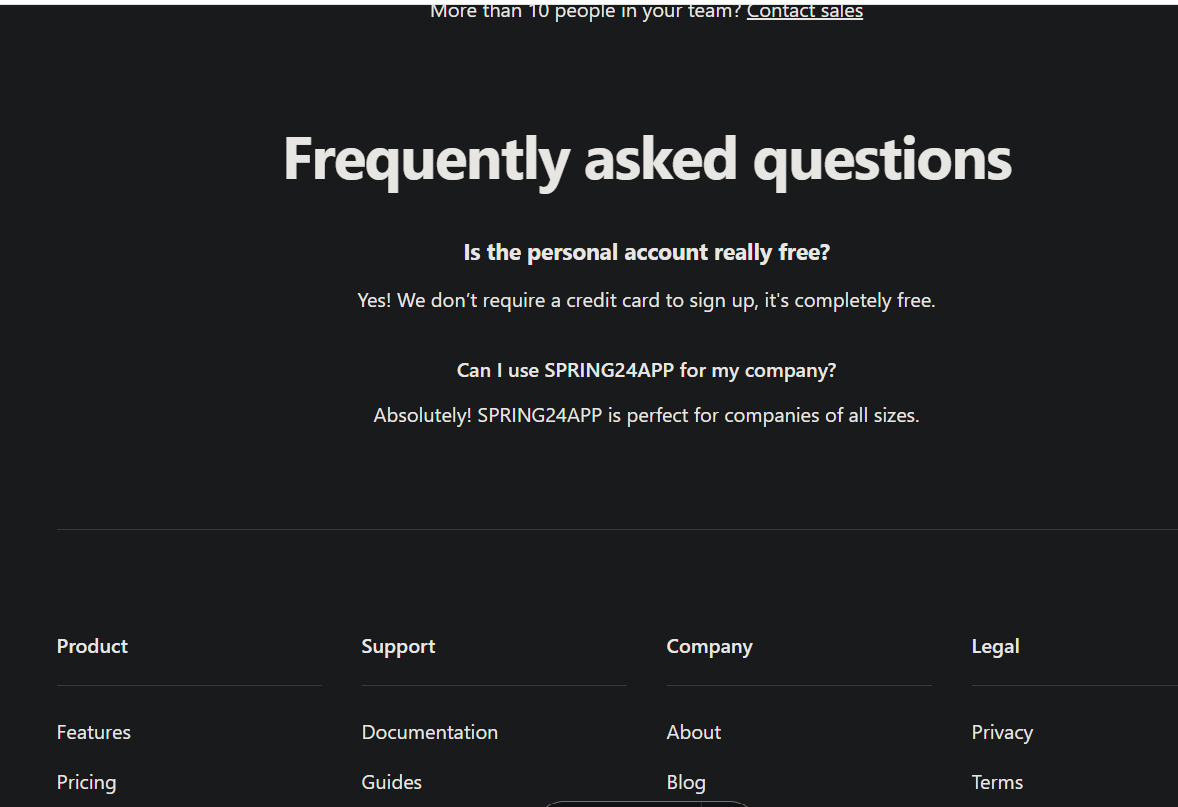 More than 10 people in your team? Contact sales
Frequently asked questions
Is the personal account really free?
Yes! We don’t require a credit card to sign up, it's completely free.
Can I use SPRING24APP for my company?
Absolutely! SPRING24APP is perfect for companies of all sizes.
Product
Support
Company
Legal
Features
Documentation
About
Privacy
Pricing
Guides
Blog
Terms